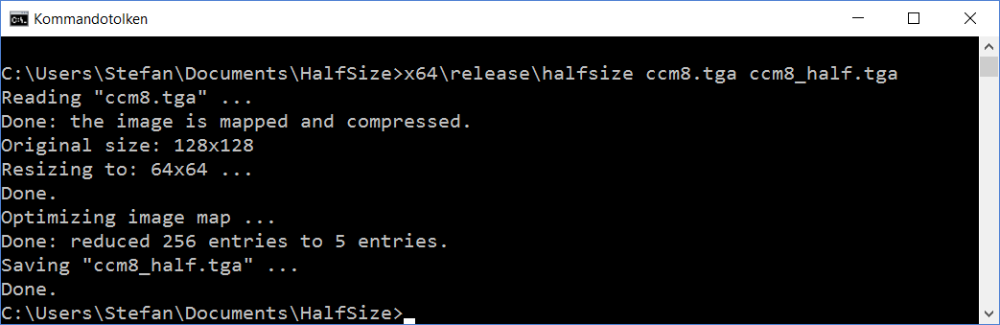 Kommandotolken
C:\Users\Stefan\Documents\HalfSize>x64\release\halfsize ccm8.tga ccm8_half.tga
Reading "ccm8.tga" ...
Done: the image is mapped and compressed.
Original size: 128x128
Resizing to: 64x64 ...
Done.
Optimizing image map ...
Done: reduced 256 entries to 5 entries.
Saving "ccm8_half.tga" ...
Done.
C:\Users\Stefan\Documents\HalfSize>